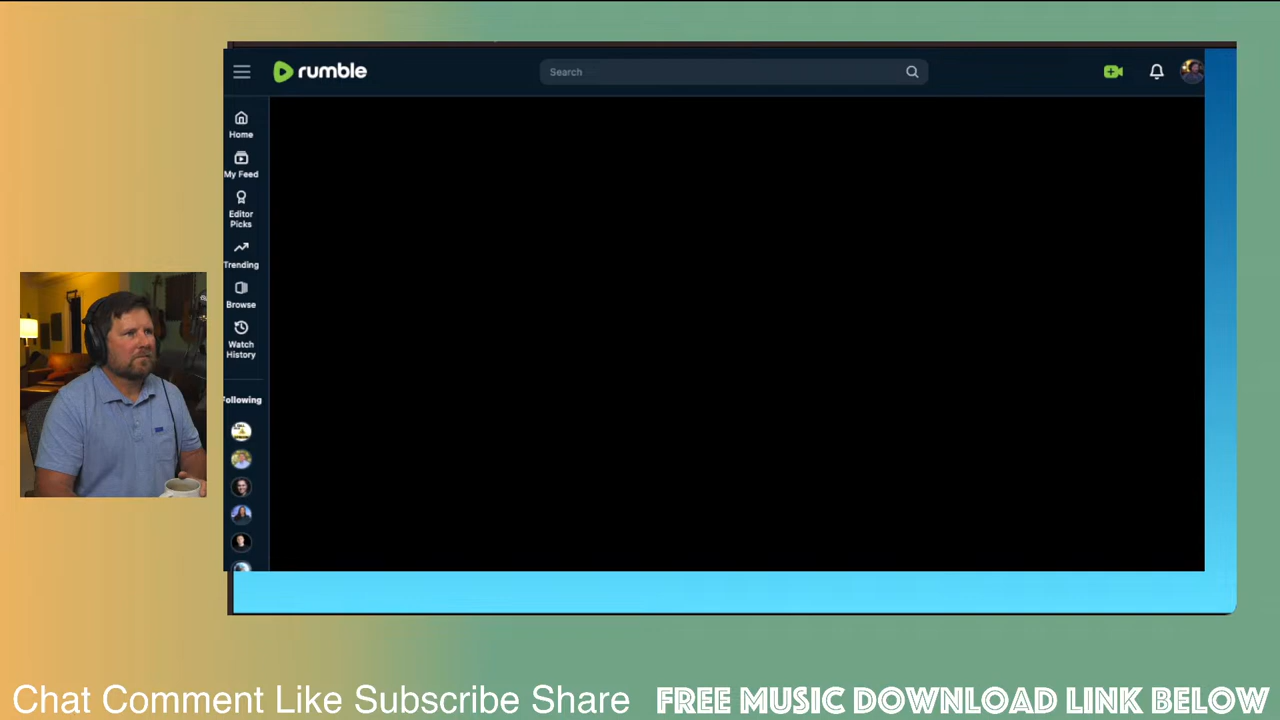 rumble
Search
Home
My Feed
Editor
Picks
Trending
Browse
Watch
History
Following
Chat Comment Like Subscribe Share
FREE MUSIC DOWNLOAD LINK BELOW